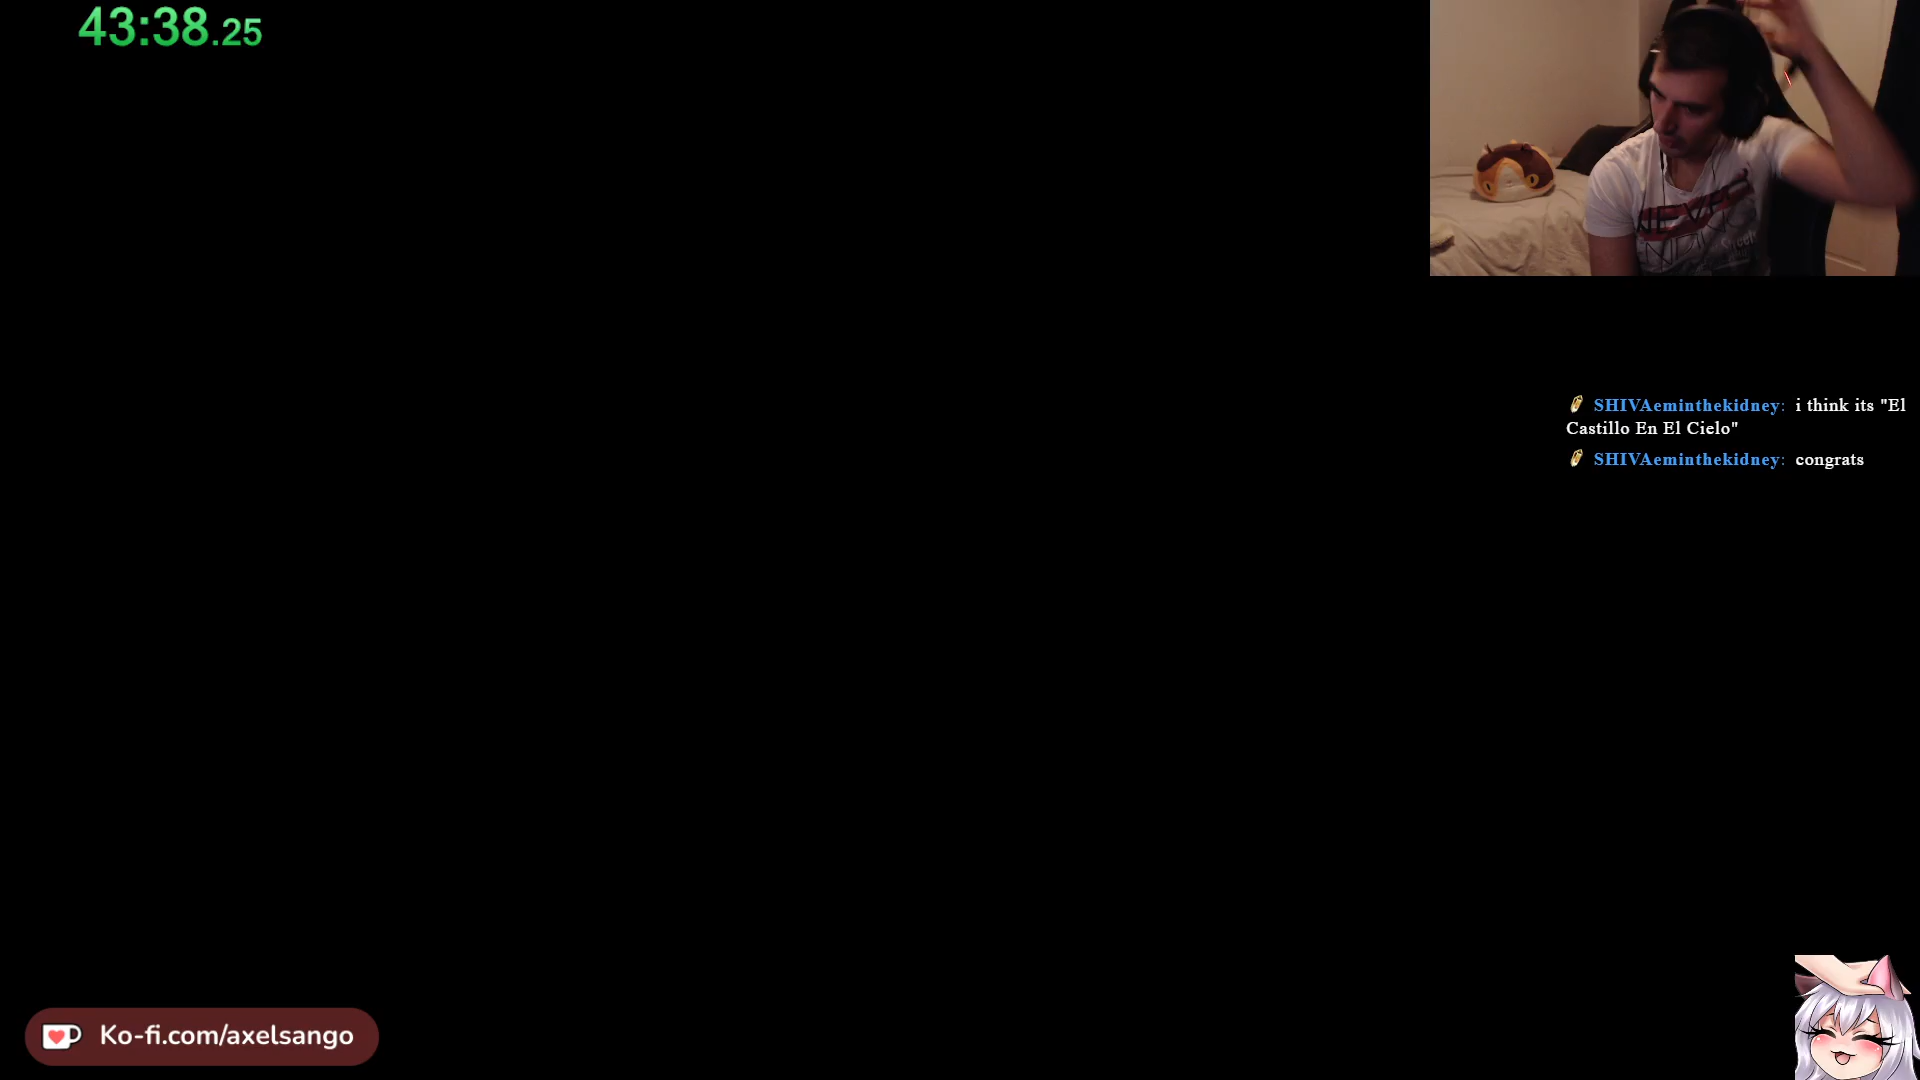 43:38.25
SHIVAeminthekidney: i think its "El
Castillo En El Cielo"
SHIVAeminthekidney: congrats
Ko-fi.com/axelsango